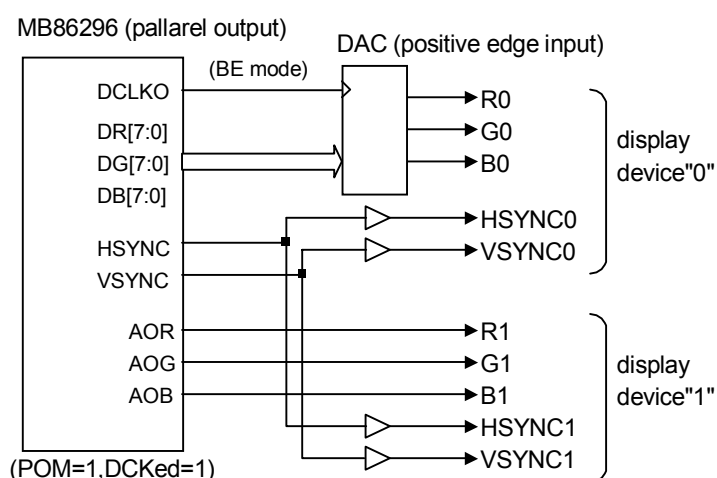 MB86296 (pallarel output)
DAC (positive edge input)
(BE mode)
DCLKO
DR[7:0]
DG[7:0]
DB[7:0]
HSYNC
VSYNC
AOR
AOG
AOB
(POM=1,DCKed=1)
R0
G0
B0
HSYNC0
VSYNC0
display
device"0"
R1
G1
B1
HSYNC1
VSYNC1
display
device"1"